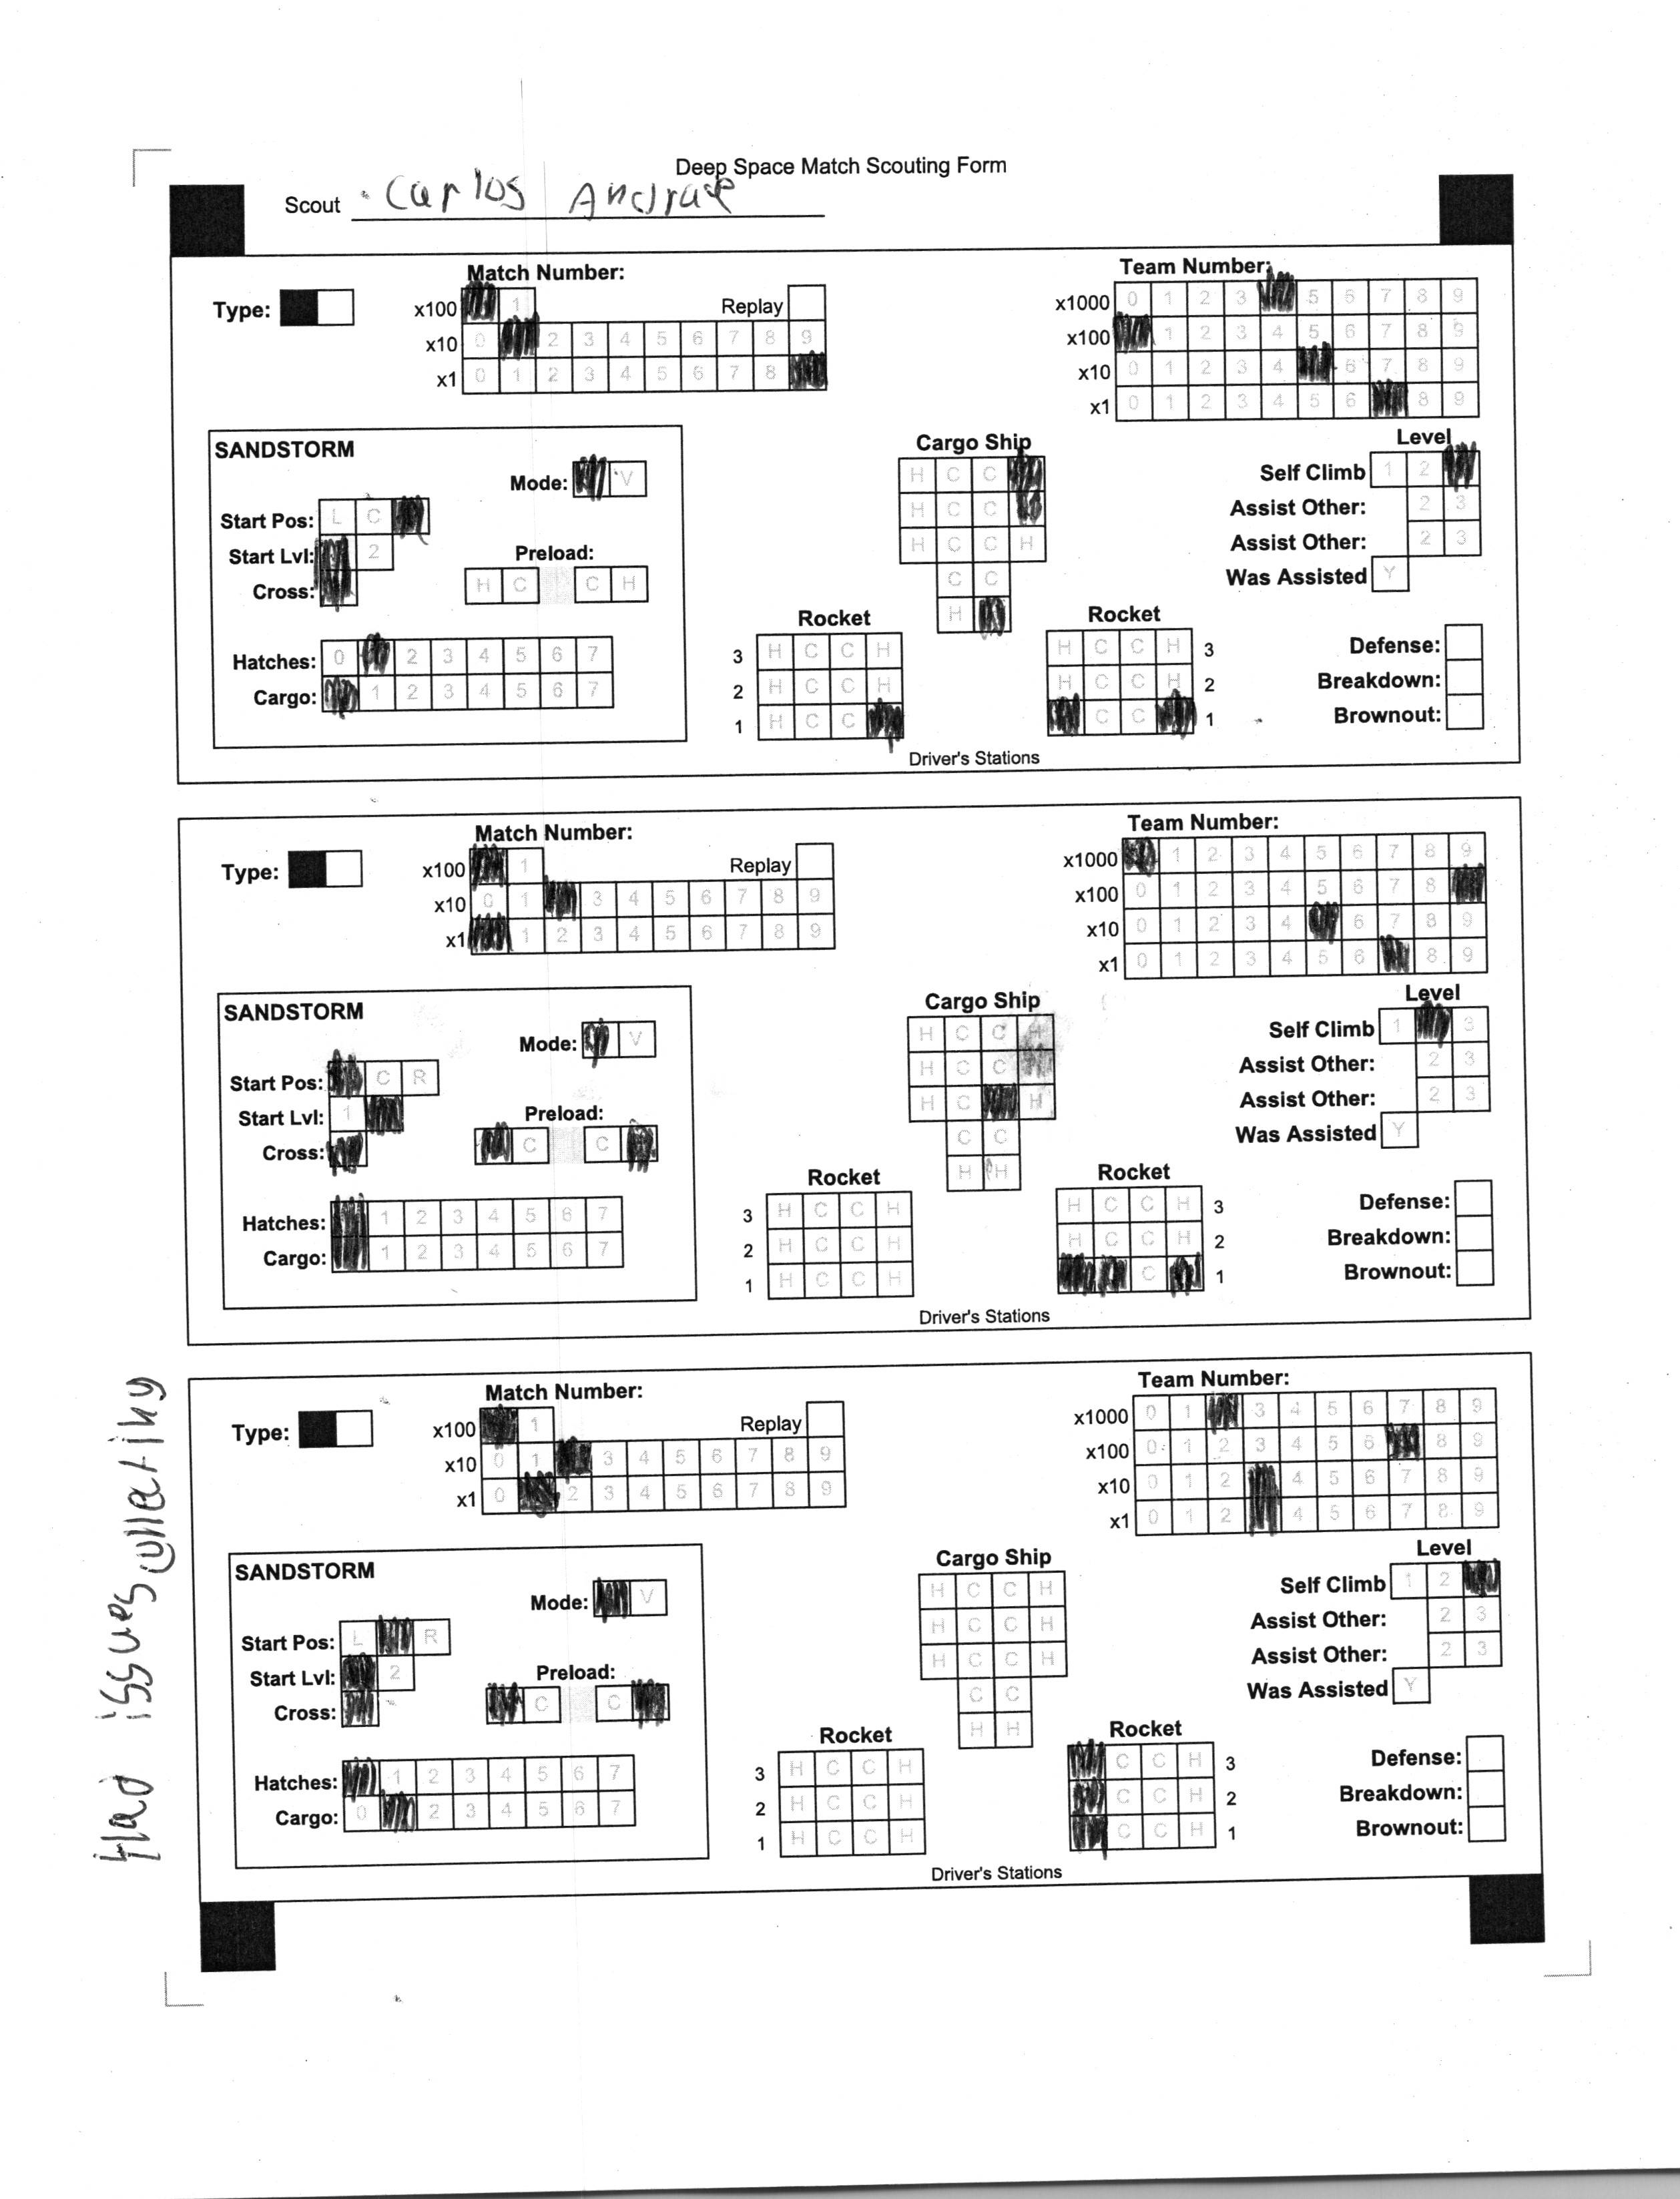 Deep Space Match Scouting Form
Scout Carlos Andrae
Match Number:
Team Number:
Type:
x100 1 Replay
x1000 0 1 2 3 5 6 7 8 9
x10 0 2 3 4 5 6 7 8 9
x100 1 2 3 4 5 6 7 8 9
x1 0 1 2 3 4 5 6 7 8
x10 0 1 2 3 4 6 7 8 9
x1 0 1 2 3 4 5 6 8 9
SANDSTORM
Mode: V
Start Pos: L C
Start Lvl: 2
Cross:
Preload:
H C C H
Hatches: 0 2 3 4 5 6 7
Cargo: 1 2 3 4 5 6 7
Cargo Ship
H C C
H C C
H C C H
C C
H
Rocket
3 H C C H
2 H C C H
1 H C C
Rocket
H C C H 3
H C C H 2
C C 1
Driver's Stations
Level
Self Climb 1 2
Assist Other: 2 3
Assist Other: 2 3
Was Assisted Y
Defense:
Breakdown:
Brownout:
Match Number:
Team Number:
Type:
x100 1 Replay
x1000 1 2 3 4 5 6 7 8 9
x10 0 1 3 4 5 6 7 8 9
x100 0 1 2 3 4 5 6 7 8
x1 1 2 3 4 5 6 7 8 9
x10 0 1 2 3 4 6 7 8 9
x1 0 1 2 3 4 5 6 8 9
SANDSTORM
Mode: V
Start Pos: C R
Start Lvl: 1
Cross:
Preload:
C C
Hatches: 1 2 3 4 5 6 7
Cargo: 1 2 3 4 5 6 7
Cargo Ship
H C C H
H C C H
H C H
C C
H H
Rocket
3 H C C H
2 H C C H
1 H C C H
Rocket
H C C H 3
H C C H 2
C 1
Driver's Stations
Level
Self Climb 1 3
Assist Other: 2 3
Assist Other: 2 3
Was Assisted Y
Defense:
Breakdown:
Brownout:
Match Number:
Team Number:
Type:
x100 1 Replay
x1000 0 1 3 4 5 6 7 8 9
x10 0 1 3 4 5 6 7 8 9
x100 0 1 2 3 4 5 6 8 9
x1 0 2 3 4 5 6 7 8 9
x10 0 1 2 4 5 6 7 8 9
x1 0 1 2 4 5 6 7 8 9
SANDSTORM
Mode: V
Start Pos: L R
Start Lvl: 2
Cross:
Preload:
C C
Hatches: 1 2 3 4 5 6 7
Cargo: 0 2 3 4 5 6 7
Cargo Ship
H C C H
H C C H
H C C H
C C
H H
Rocket
3 H C C H
2 H C C H
1 H C C H
Rocket
C C H 3
C C H 2
C C H 1
Driver's Stations
Level
Self Climb 1 2
Assist Other: 2 3
Assist Other: 2 3
Was Assisted Y
Defense:
Breakdown:
Brownout:
Had issues